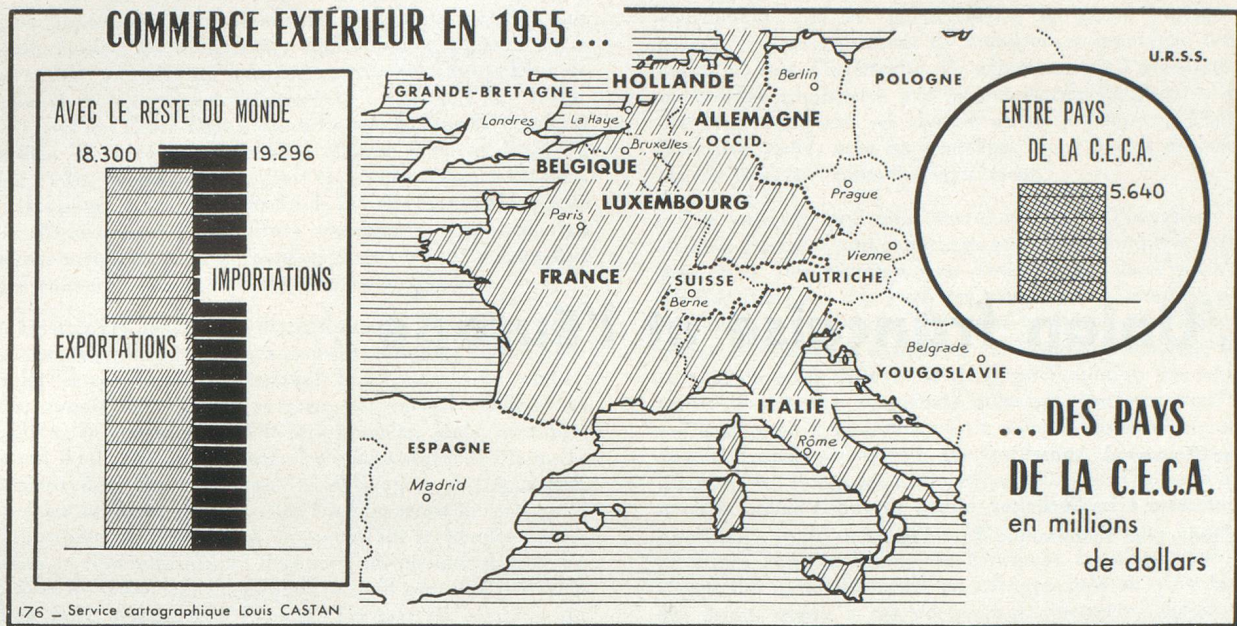 COMMERCE EXTÉRIEUR EN 1955...
AVEC LE RESTE DU MONDE
18.300
19.296
IMPORTATIONS
EXPORTATIONS
GRANDE-BRETAGNE
Londres
HOLLANDE
La Haye
Berlin
POLOGNE
U.R.S.S.
ALLEMAGNE
OCCID.
Bruxelles
BELGIQUE
LUXEMBOURG
Prague
Paris
FRANCE
Vienne
SUISSE
Berne
AUTRICHE
Belgrade
YOUGOSLAVIE
ITALIE
Rôme
ESPAGNE
Madrid
ENTRE PAYS
DE LA C.E.C.A.
5.640
...DES PAYS
DE LA C.E.C.A.
en millions
de dollars
176 _ Service cartographique Louis CASTAN